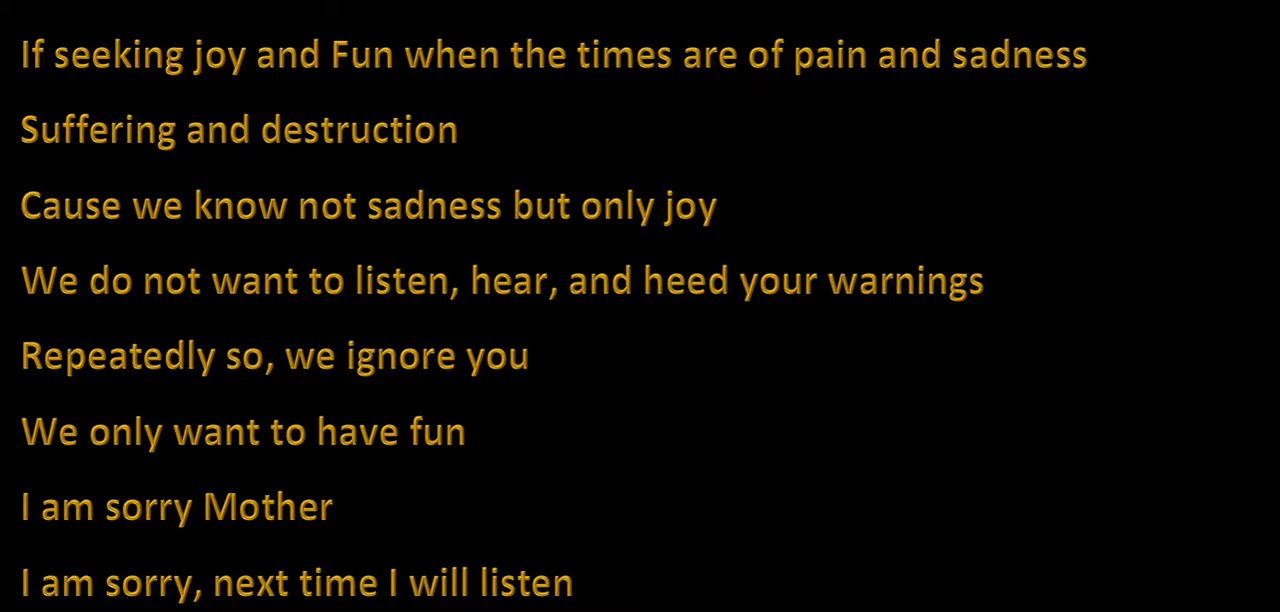 If seeking joy and Fun when the times are of pain and sadness
Suffering and destruction
Cause we know not sadness but only joy
We do not want to listen, hear, and heed your warnings
Repeatedly so, we ignore you
We only want to have fun
I am sorry Mother
I am sorry, next time I will listen